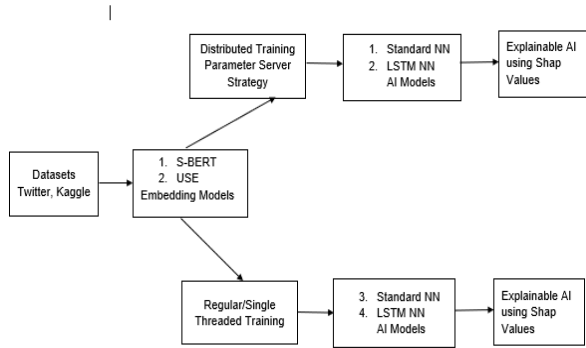 Distributed Training
Parameter Server
Strategy
1. Standard NN
2. LSTM NN
AI Models
Explainable AI
using Shap
Values
Datasets
Twitter, Kaggle
1. S-BERT
2. USE
Embedding Models
Regular/Single
Threaded Training
3. Standard NN
4. LSTM NN
AI Models
Explainable AI
using Shap
Values